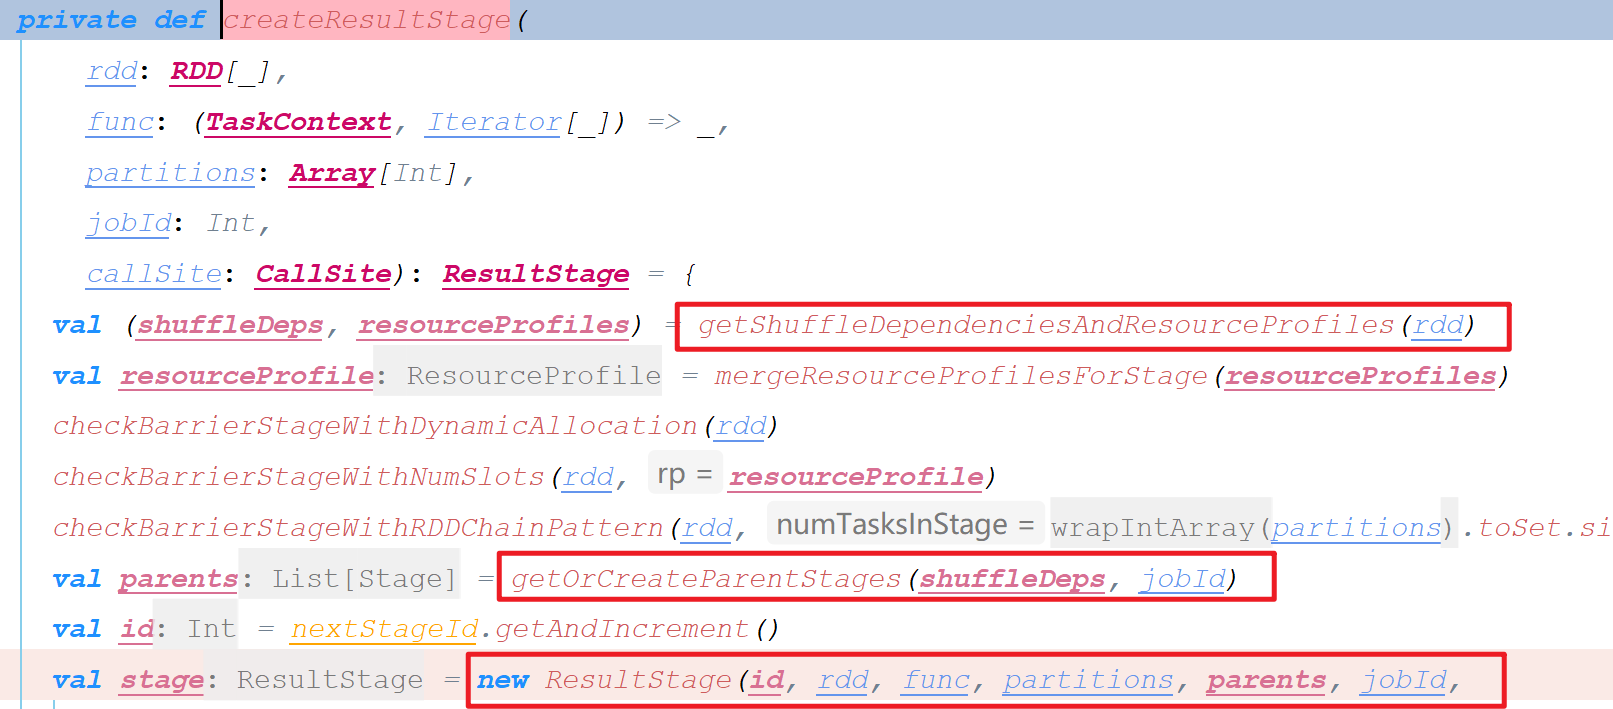 private def createResultStage(
rdd: RDD[_],
func: (TaskContext, Iterator[_]) => _,
partitions: Array[Int],
jobId: Int,
callSite: CallSite): ResultStage = {
val (shuffleDeps, resourceProfiles) = getShuffleDependenciesAndResourceProfiles(rdd)
val resourceProfile: ResourceProfile = mergeResourceProfilesForStage(resourceProfiles)
checkBarrierStageWithDynamicAllocation(rdd)
checkBarrierStageWithNumSlots(rdd, rp = resourceProfile)
checkBarrierStageWithRDDChainPattern(rdd, numTasksInStage = wrapIntArray(partitions).toSet.si
val parents: List[Stage] = getOrCreateParentStages(shuffleDeps, jobId)
val id: Int = nextStageId.getAndIncrement()
val stage: ResultStage = new ResultStage(id, rdd, func, partitions, parents, jobId,